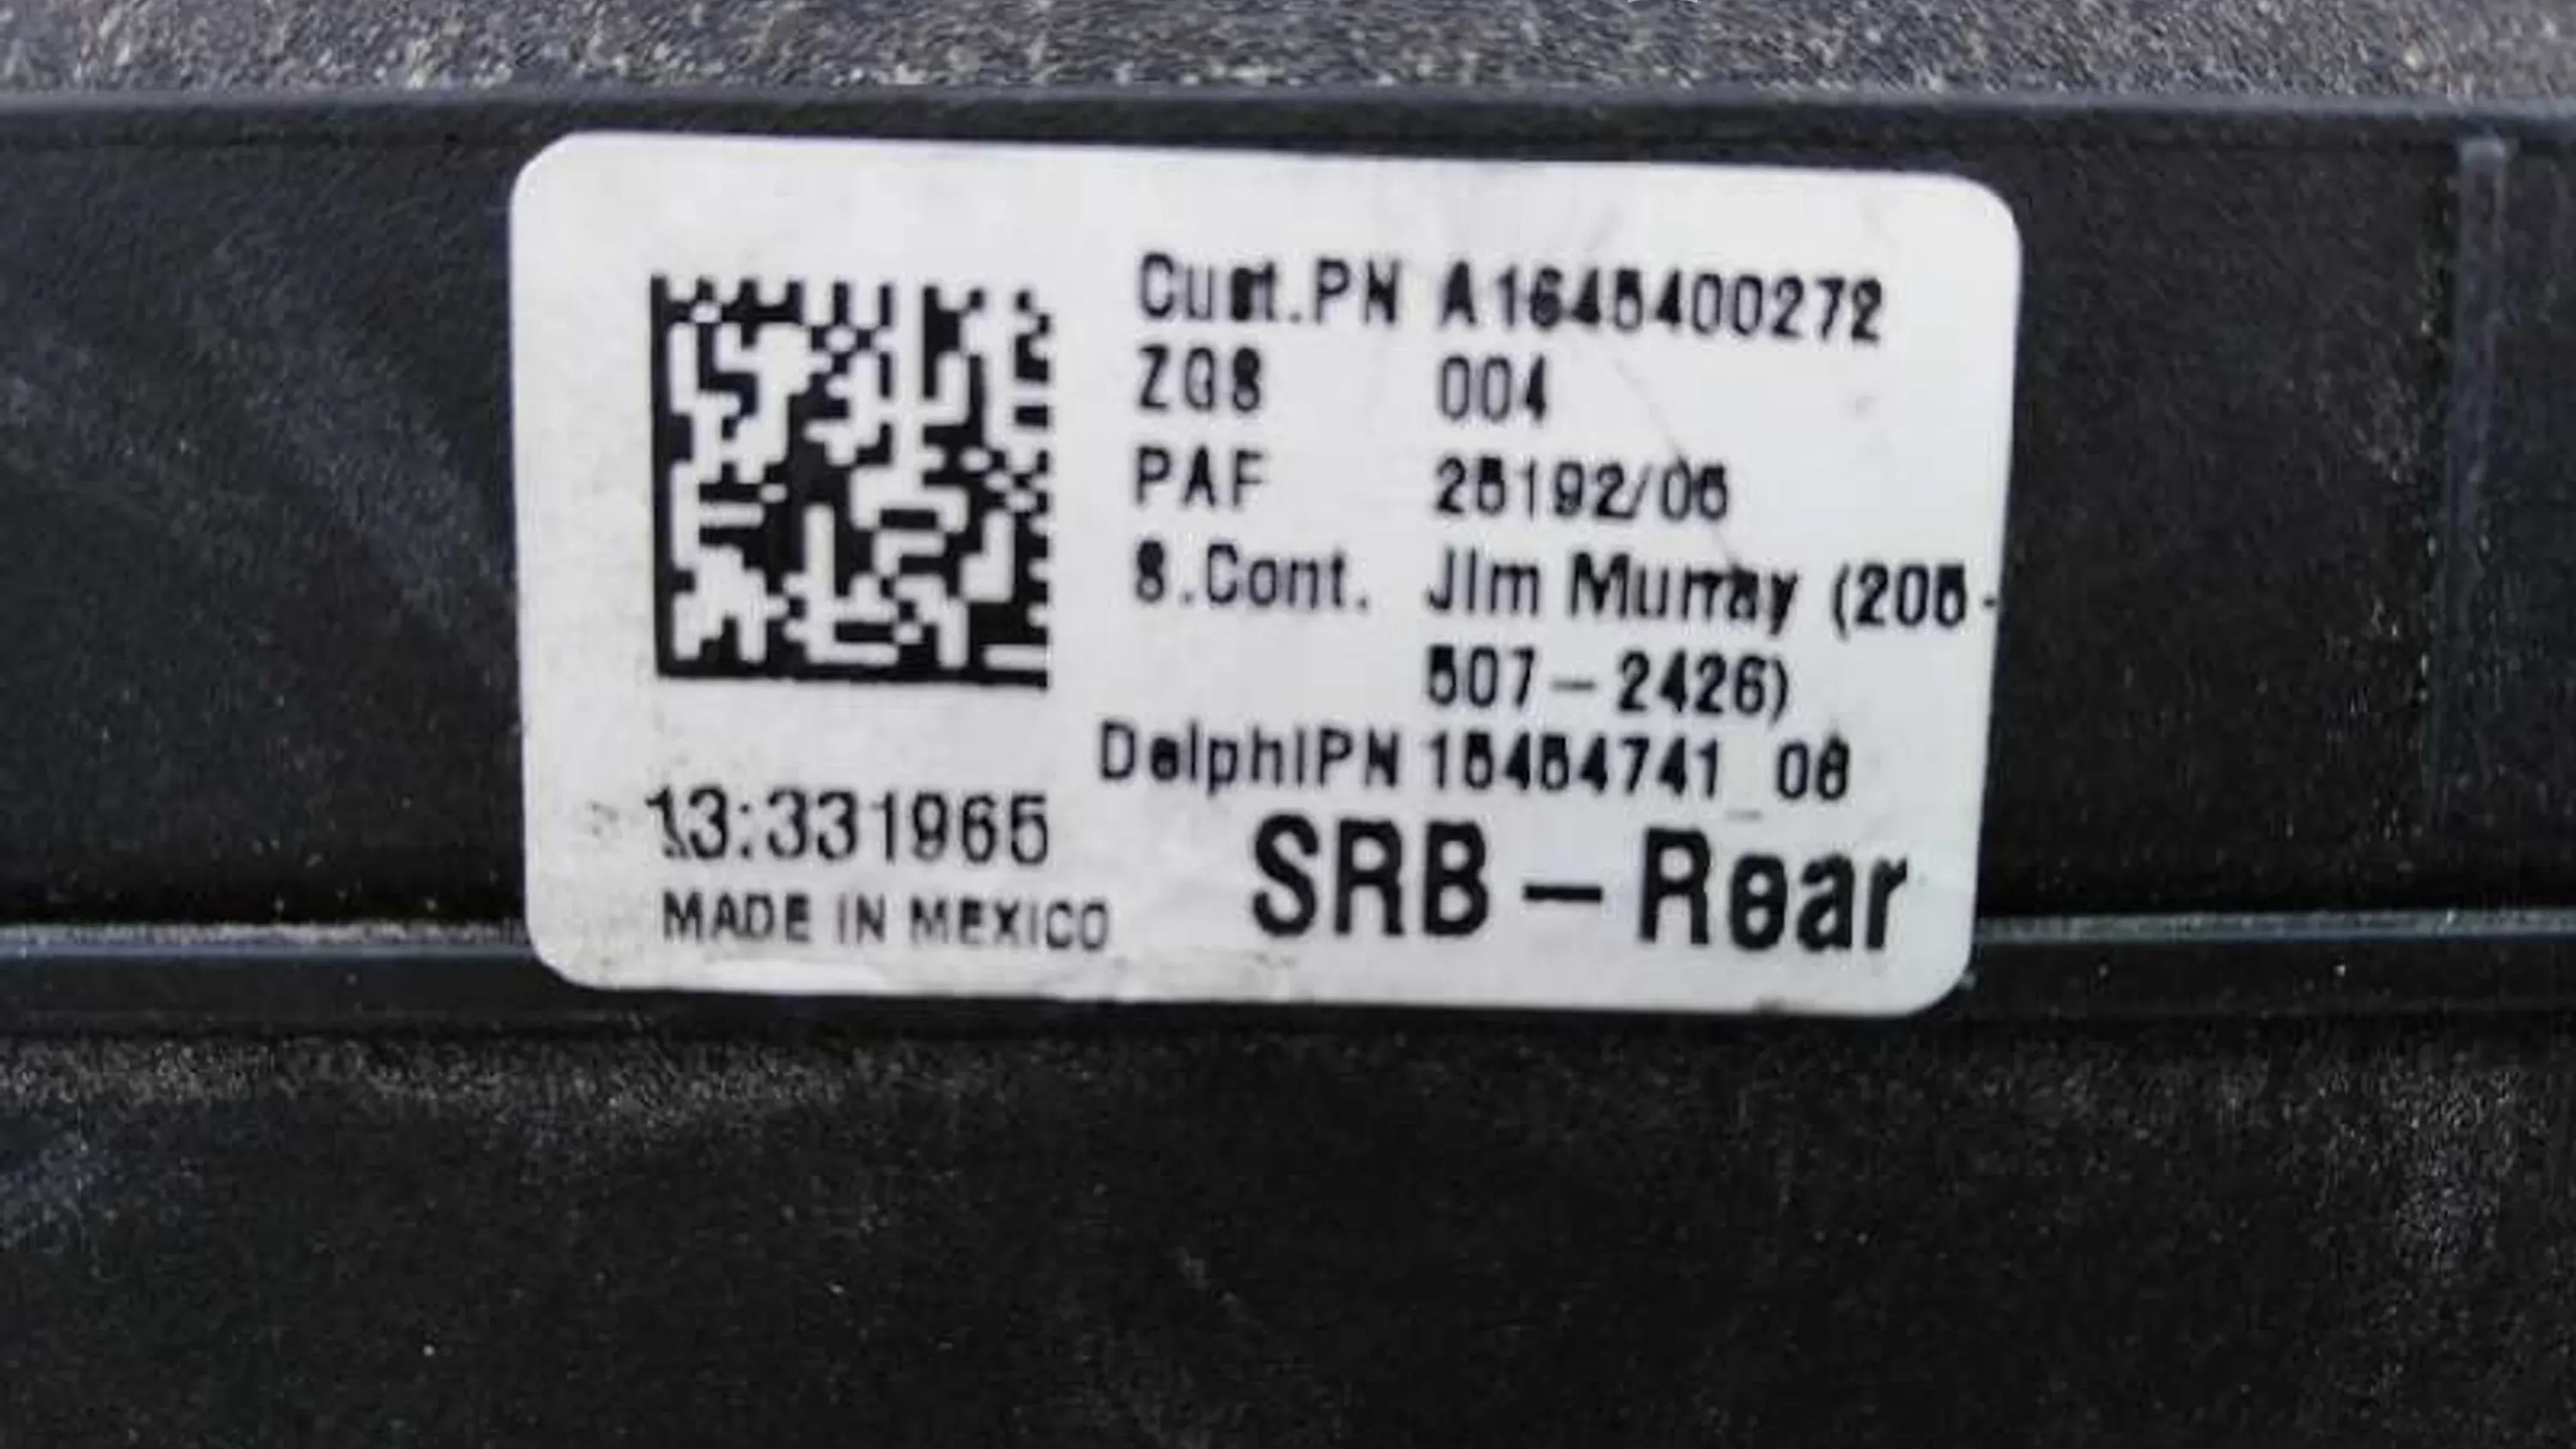 Cust.PN A1645400272
ZGS 004
PAF 25192/05
S.Cont. Jim Murray (205-
507-2426)
DelphiPN 15454741_06
13:331965
SRB-Rear
MADE IN MEXICO